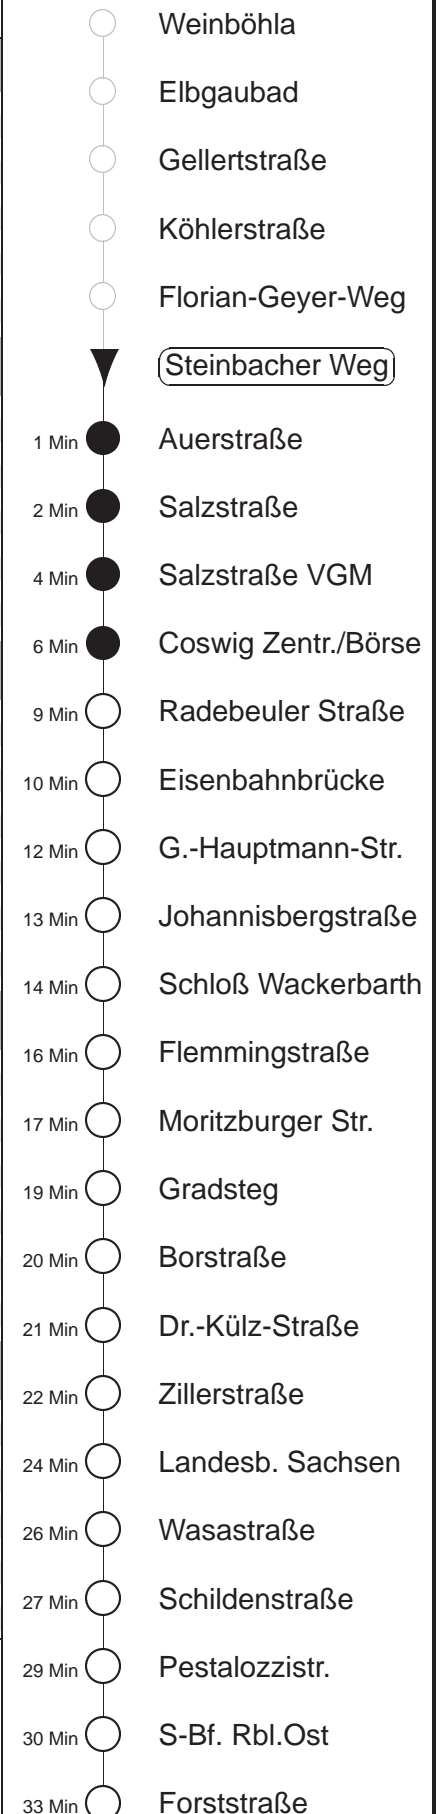 Weinböhla
Elbgaubad
Gellertstraße
Köhlerstraße
Florian-Geyer-Weg
Steinbacher Weg
1 Min Auerstraße
2 Min Salzstraße
4 Min Salzstraße VGM
6 Min Coswig Zentr./Börse
9 Min Radebeuler Straße
10 Min Eisenbahnbrücke
12 Min G.-Hauptmann-Str.
13 Min Johannisbergstraße
14 Min Schloß Wackerbarth
16 Min Flemmingstraße
17 Min Moritzburger Str.
19 Min Gradsteg
20 Min Borstraße
21 Min Dr.-Külz-Straße
22 Min Zillerstraße
24 Min Landesb. Sachsen
26 Min Wasastraße
27 Min Schildenstraße
29 Min Pestalozzistr.
30 Min S-Bf. Rbl.Ost
33 Min Forststraße